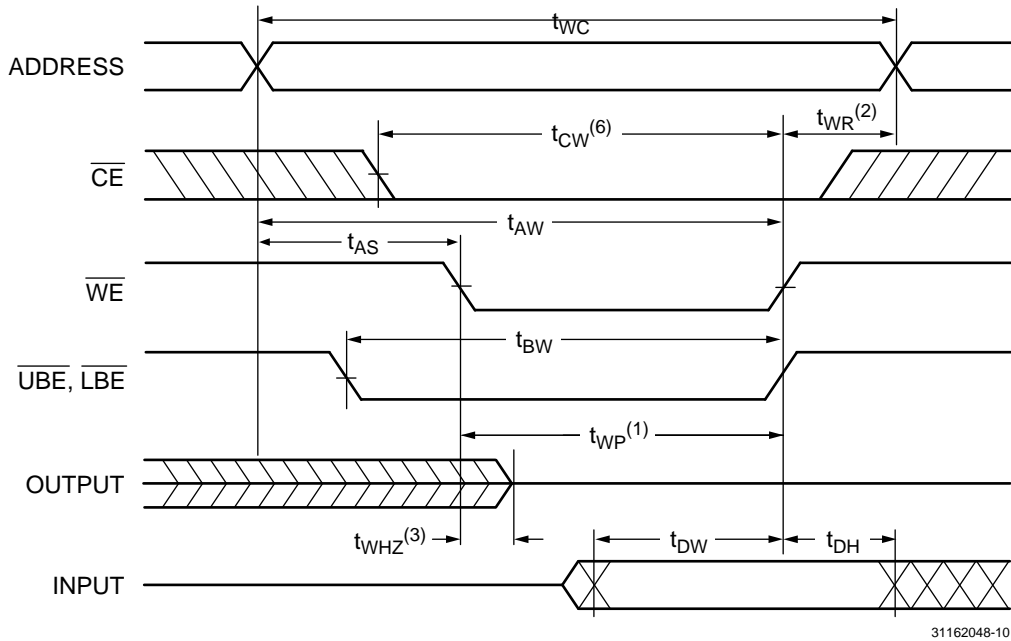 tWC
ADDRESS
tCW(6)
tWR(2)
CE
tAW
tAS
WE
tBW
UBE, LBE
tWP(1)
OUTPUT
tWHZ(3)
tDW
tDH
INPUT
31162048-10